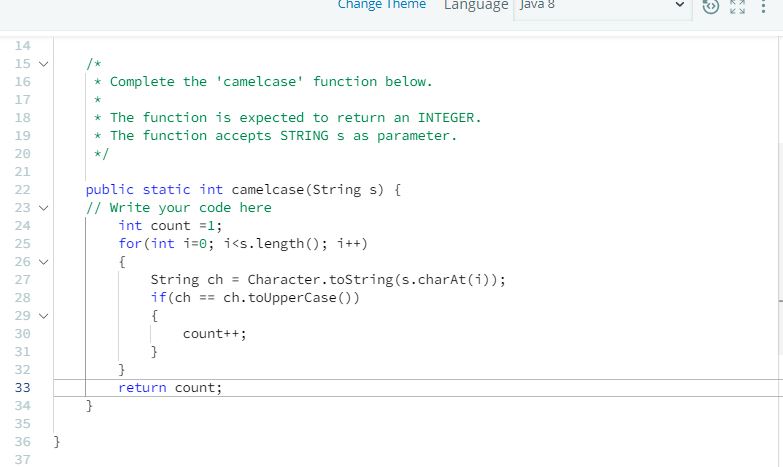 Change Theme Language Java 8
14
15 /*
16 * Complete the 'camelcase' function below.
17 *
18 * The function is expected to return an INTEGER.
19 * The function accepts STRING s as parameter.
20 */
21
22 public static int camelcase(String s) {
23 // Write your code here
24 int count =1;
25 for(int i=0; i<s.length(); i++)
26 {
27 String ch = Character.toString(s.charAt(i));
28 if(ch == ch.toUpperCase())
29 {
30 count++;
31 }
32 }
33 return count;
34 }
35
36 }
37